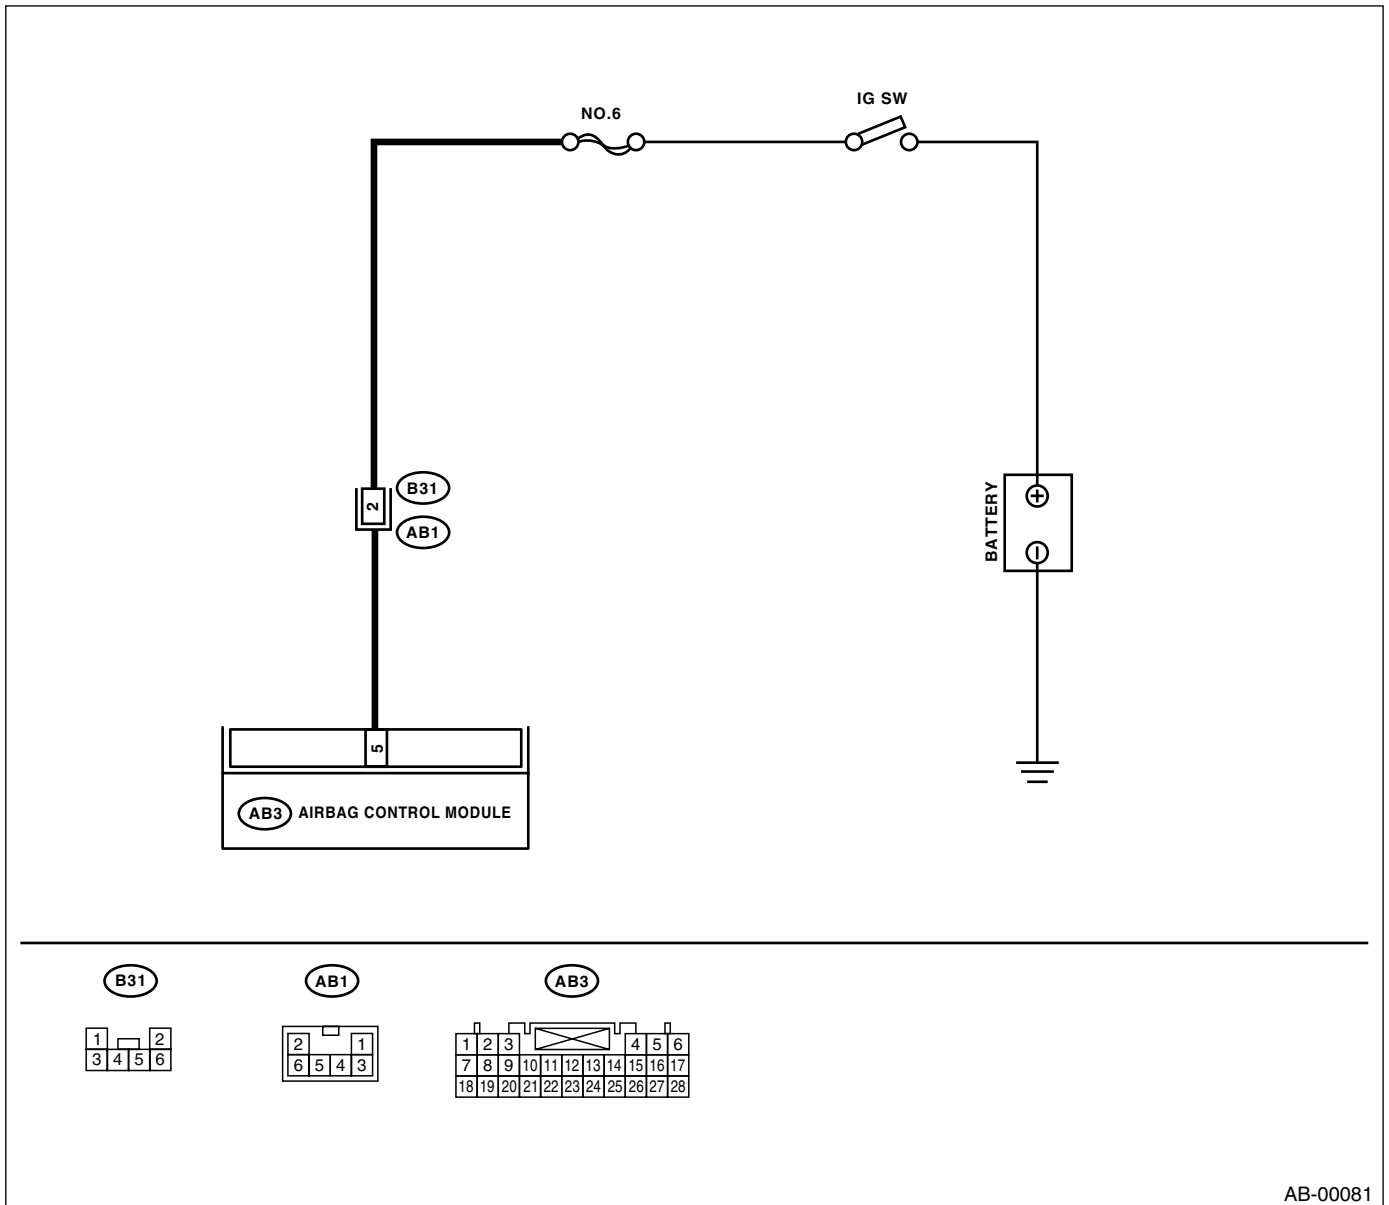 IG SW
NO.6
B31
2
AB1
BATTERY
+
−
5
AB3 AIRBAG CONTROL MODULE
B31
AB1
AB3
1 2
3 4 5 6
2 1
6 5 4 3
1 2 3 4 5 6
7 8 9 10 11 12 13 14 15 16 17
18 19 20 21 22 23 24 25 26 27 28
AB-00081